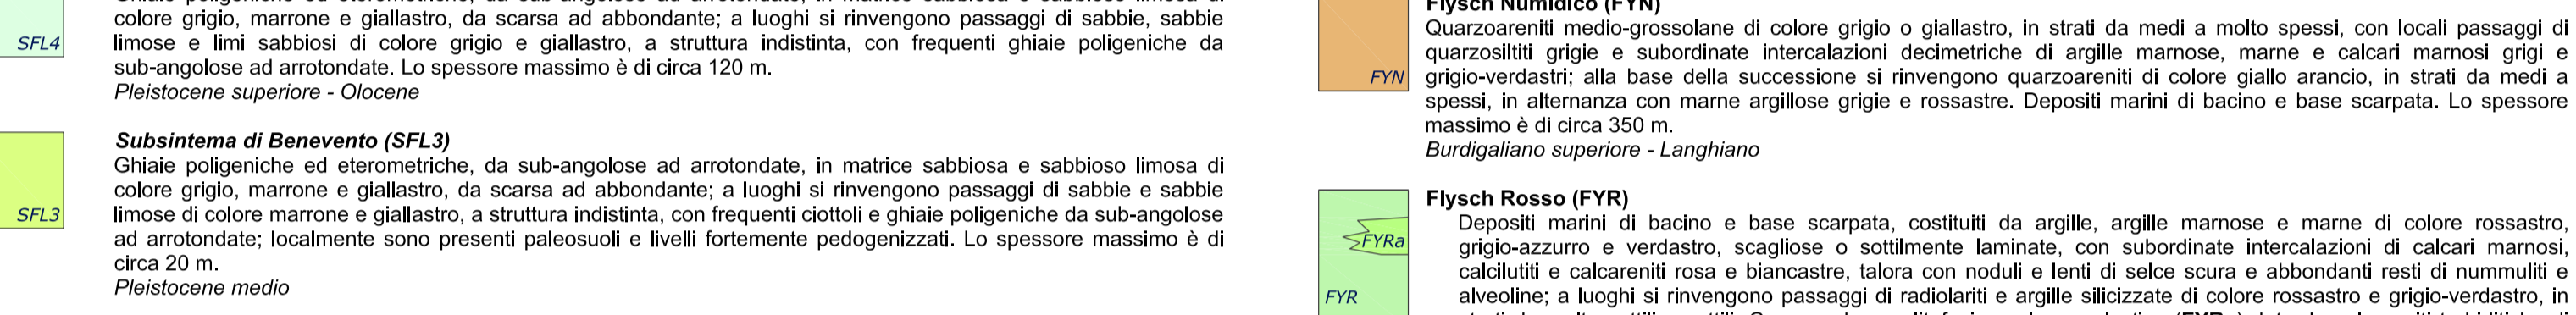 colore grigio, marrone e giallastro, da scarsa ad abbondante; a luoghi si rinvengono passaggi di sabbie, sabbie
SFL4
limose e limi sabbiosi di colore grigio e giallastro, a struttura indistinta, con frequenti ghiaie poligeniche da
sub-angolose ad arrotondate. Lo spessore massimo è di circa 120 m.
Pleistocene superiore - Olocene
Subsintema di Benevento (SFL3)
Ghiaie poligeniche ed eterometriche, da sub-angolose ad arrotondate, in matrice sabbiosa e sabbioso limosa di
colore grigio, marrone e giallastro, da scarsa ad abbondante; a luoghi si rinvengono passaggi di sabbie e sabbie
SFL3
limose di colore marrone e giallastro, a struttura indistinta, con frequenti ciottoli e ghiaie poligeniche da sub-angolose
ad arrotondate; localmente sono presenti paleosuoli e livelli fortemente pedogenizzati. Lo spessore massimo è di
circa 20 m.
Pleistocene medio
Flysch Numidico (FYN)
Quarzoareniti medio-grossolane di colore grigio o giallastro, in strati da medi a molto spessi, con locali passaggi di
quarzosiltiti grigie e subordinate intercalazioni decimetriche di argille marnose, marne e calcari marnosi grigi e
FYN
grigio-verdastri; alla base della successione si rinvengono quarzoareniti di colore giallo arancio, in strati da medi a
spessi, in alternanza con marne argillose grigie e rossastre. Depositi marini di bacino e base scarpata. Lo spessore
massimo è di circa 350 m.
Burdigaliano superiore - Langhiano
Flysch Rosso (FYR)
Depositi marini di bacino e base scarpata, costituiti da argille, argille marnose e marne di colore rossastro,
FYRa
grigio-azzurro e verdastro, scagliose o sottilmente laminate, con subordinate intercalazioni di calcari marnosi,
calcilutiti e calcareniti rosa e biancastre, talora con noduli e lenti di selce scura e abbondanti resti di nummuliti e
FYR
alveoline; a luoghi si rinvengono passaggi di radiolariti e argille silicizzate di colore rossastro e grigio-verdastro, in